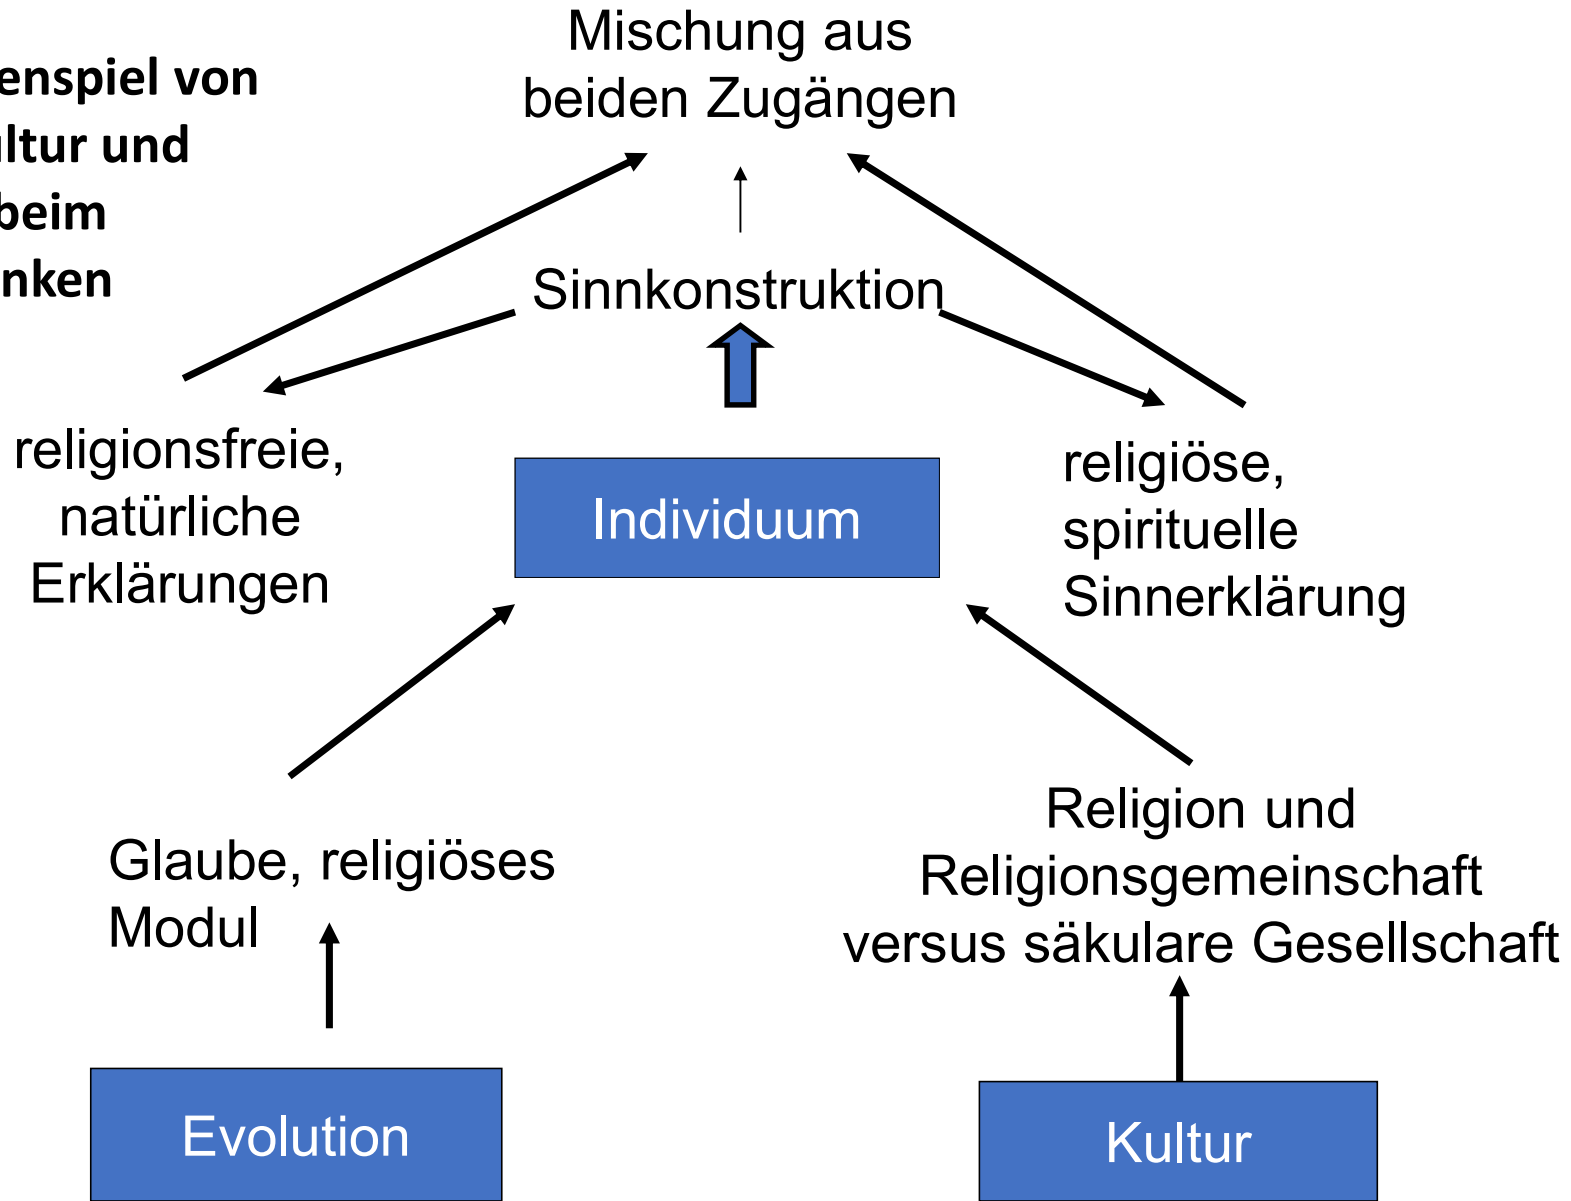 enspiel von
ltur und
beim
nken
Mischung aus
beiden Zugängen
Sinnkonstruktion
religionsfreie,
natürliche
Erklärungen
Individuum
religiöse,
spirituelle
Sinnerklärung
Glaube, religiöses
Modul
Religion und
Religionsgemeinschaft
versus säkulare Gesellschaft
Evolution
Kultur